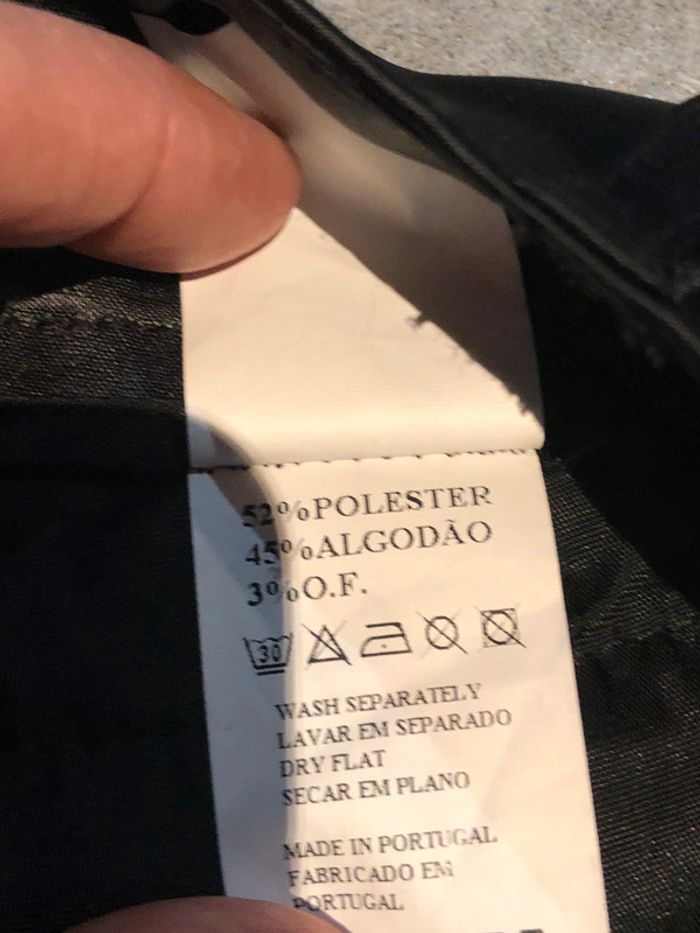 52%POLESTER
45%ALGODÃO
3%O.F.
30
WASH SEPARATELY
LAVAR EM SEPARADO
DRY FLAT
SECAR EM PLANO
MADE IN PORTUGAL
FABRICADO EM
PORTUGAL